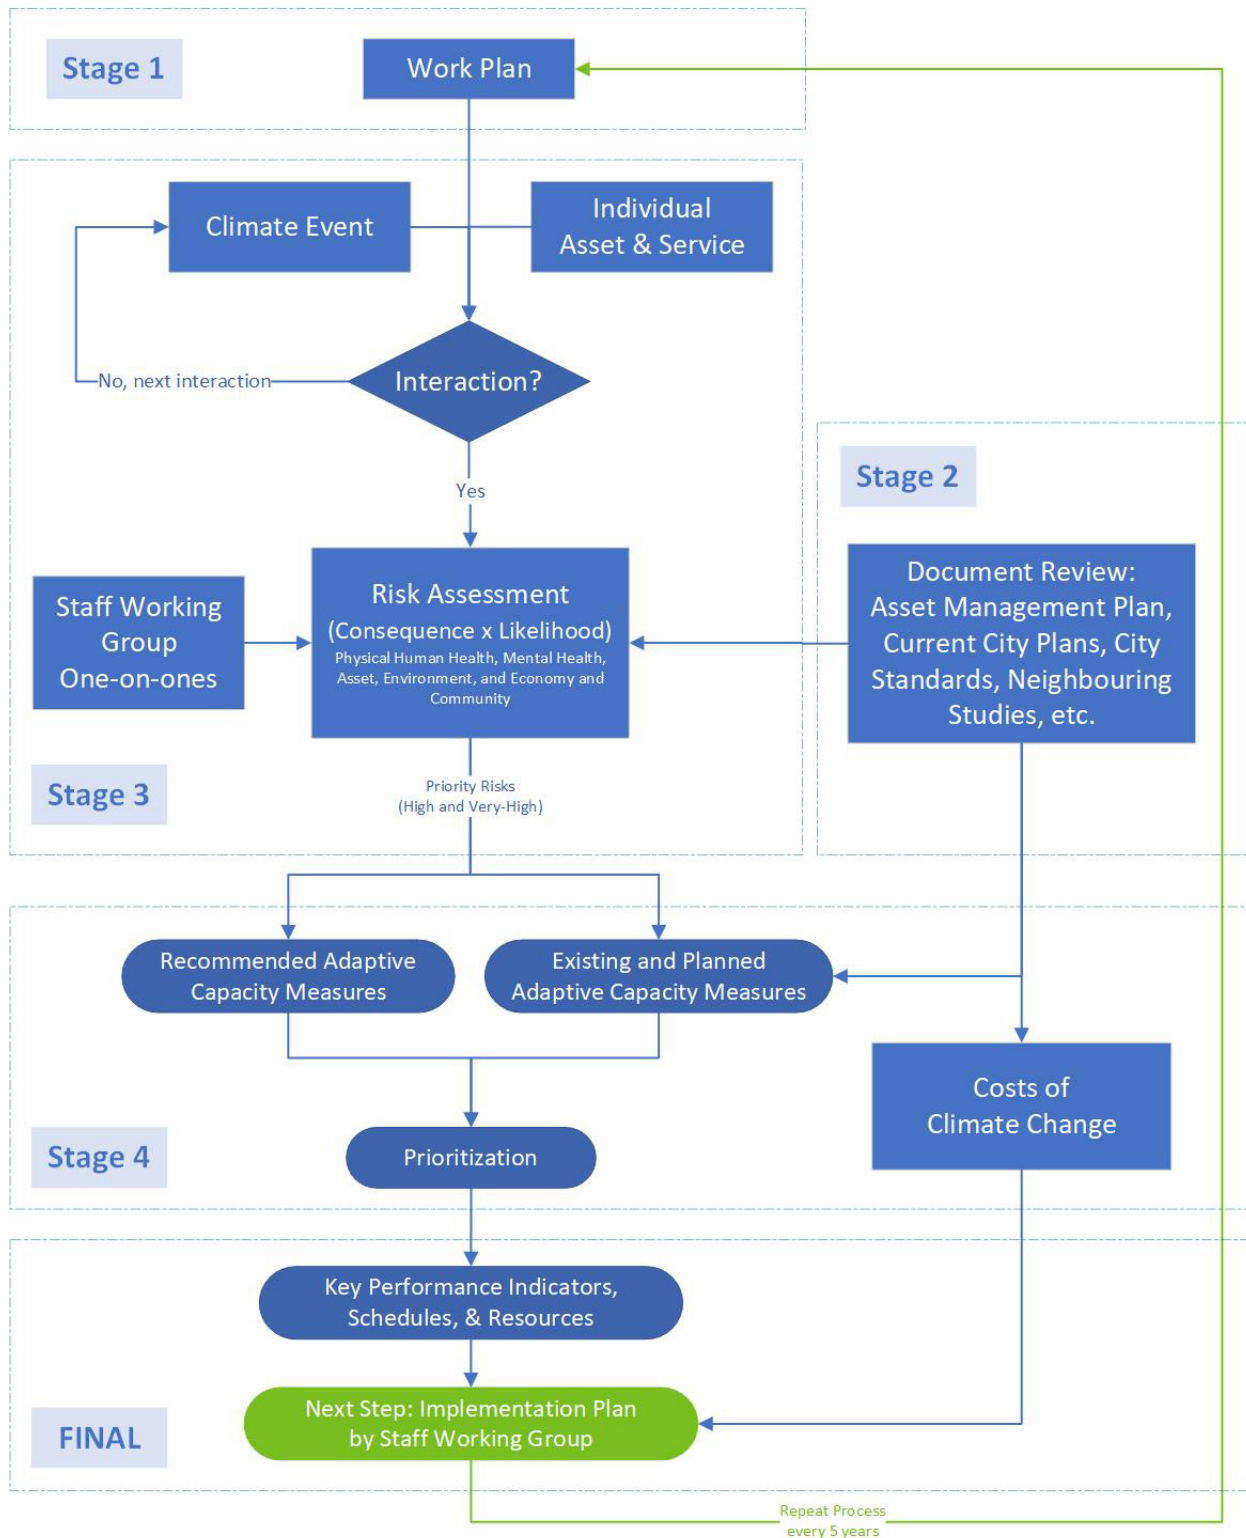 Stage 1
Work Plan
Climate Event
Individual
Asset & Service
Interaction?
No, next interaction
Yes
Stage 2
Document Review:
Asset Management Plan,
Current City Plans, City
Standards, Neighbouring
Studies, etc.
Staff Working
Group
One-on-ones
Risk Assessment
(Consequence x Likelihood)
Physical Human Health, Mental Health,
Asset, Environment, and Economy and
Community
Stage 3
Priority Risks
(High and Very-High)
Recommended Adaptive
Capacity Measures
Existing and Planned
Adaptive Capacity Measures
Costs of
Climate Change
Stage 4
Prioritization
Key Performance Indicators,
Schedules, & Resources
Next Step: Implementation Plan
by Staff Working Group
FINAL
Repeat Process
every 5 years